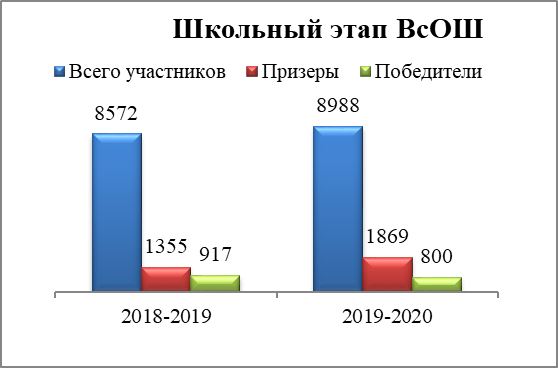 Школьный этап ВсОШ
Всего участников Призеры Победители
8572 1355 917
8988 1869 800
2018-2019 2019-2020